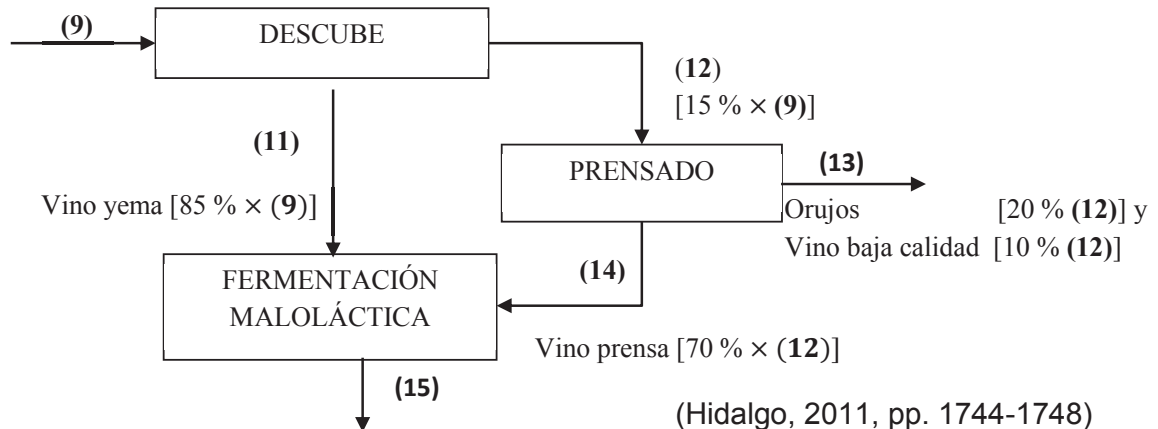 (9)
DESCUBE
(12)
[15 % × (9)]
(11)
PRENSADO
(13)
Vino yema [85 % × (9)]
Orujos [20 % (12)] y
Vino baja calidad [10 % (12)]
(14)
FERMENTACIÓN
MALOLÁCTICA
Vino prensa [70 % × (12)]
(15)
(Hidalgo, 2011, pp. 1744-1748)